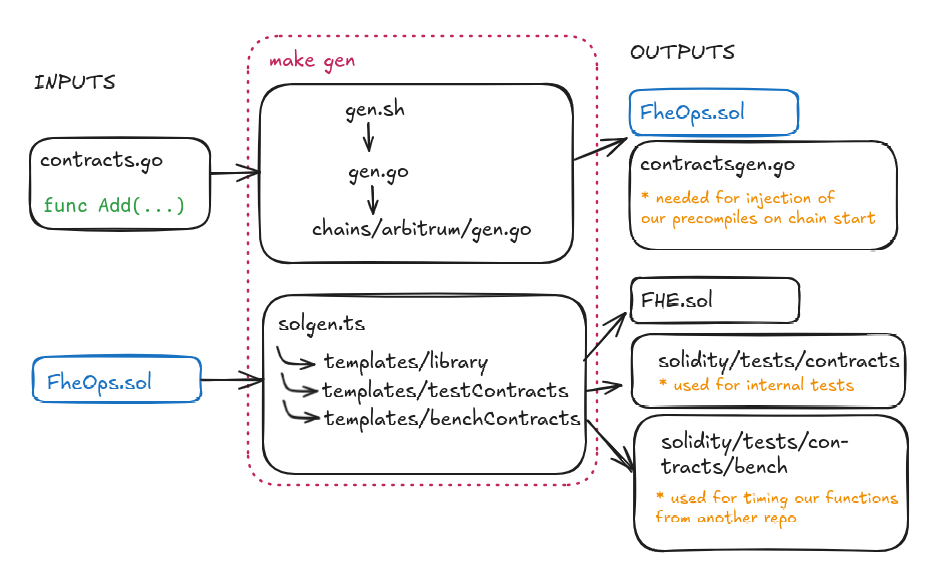 INPUTS
contracts.go
func Add(...)
FheOps.sol
make gen
gen.sh
gen.go
chains/arbitrum/gen.go
solgen.ts
templates/library
templates/testContracts
templates/benchContracts
OUTPUTS
FheOps.sol
contractsgen.go
* needed for injection of
our precompiles on chain start
FHE.sol
solidity/tests/contracts
* used for internal tests
solidity/tests/con-
tracts/bench
* used for timing our functions
from another repo